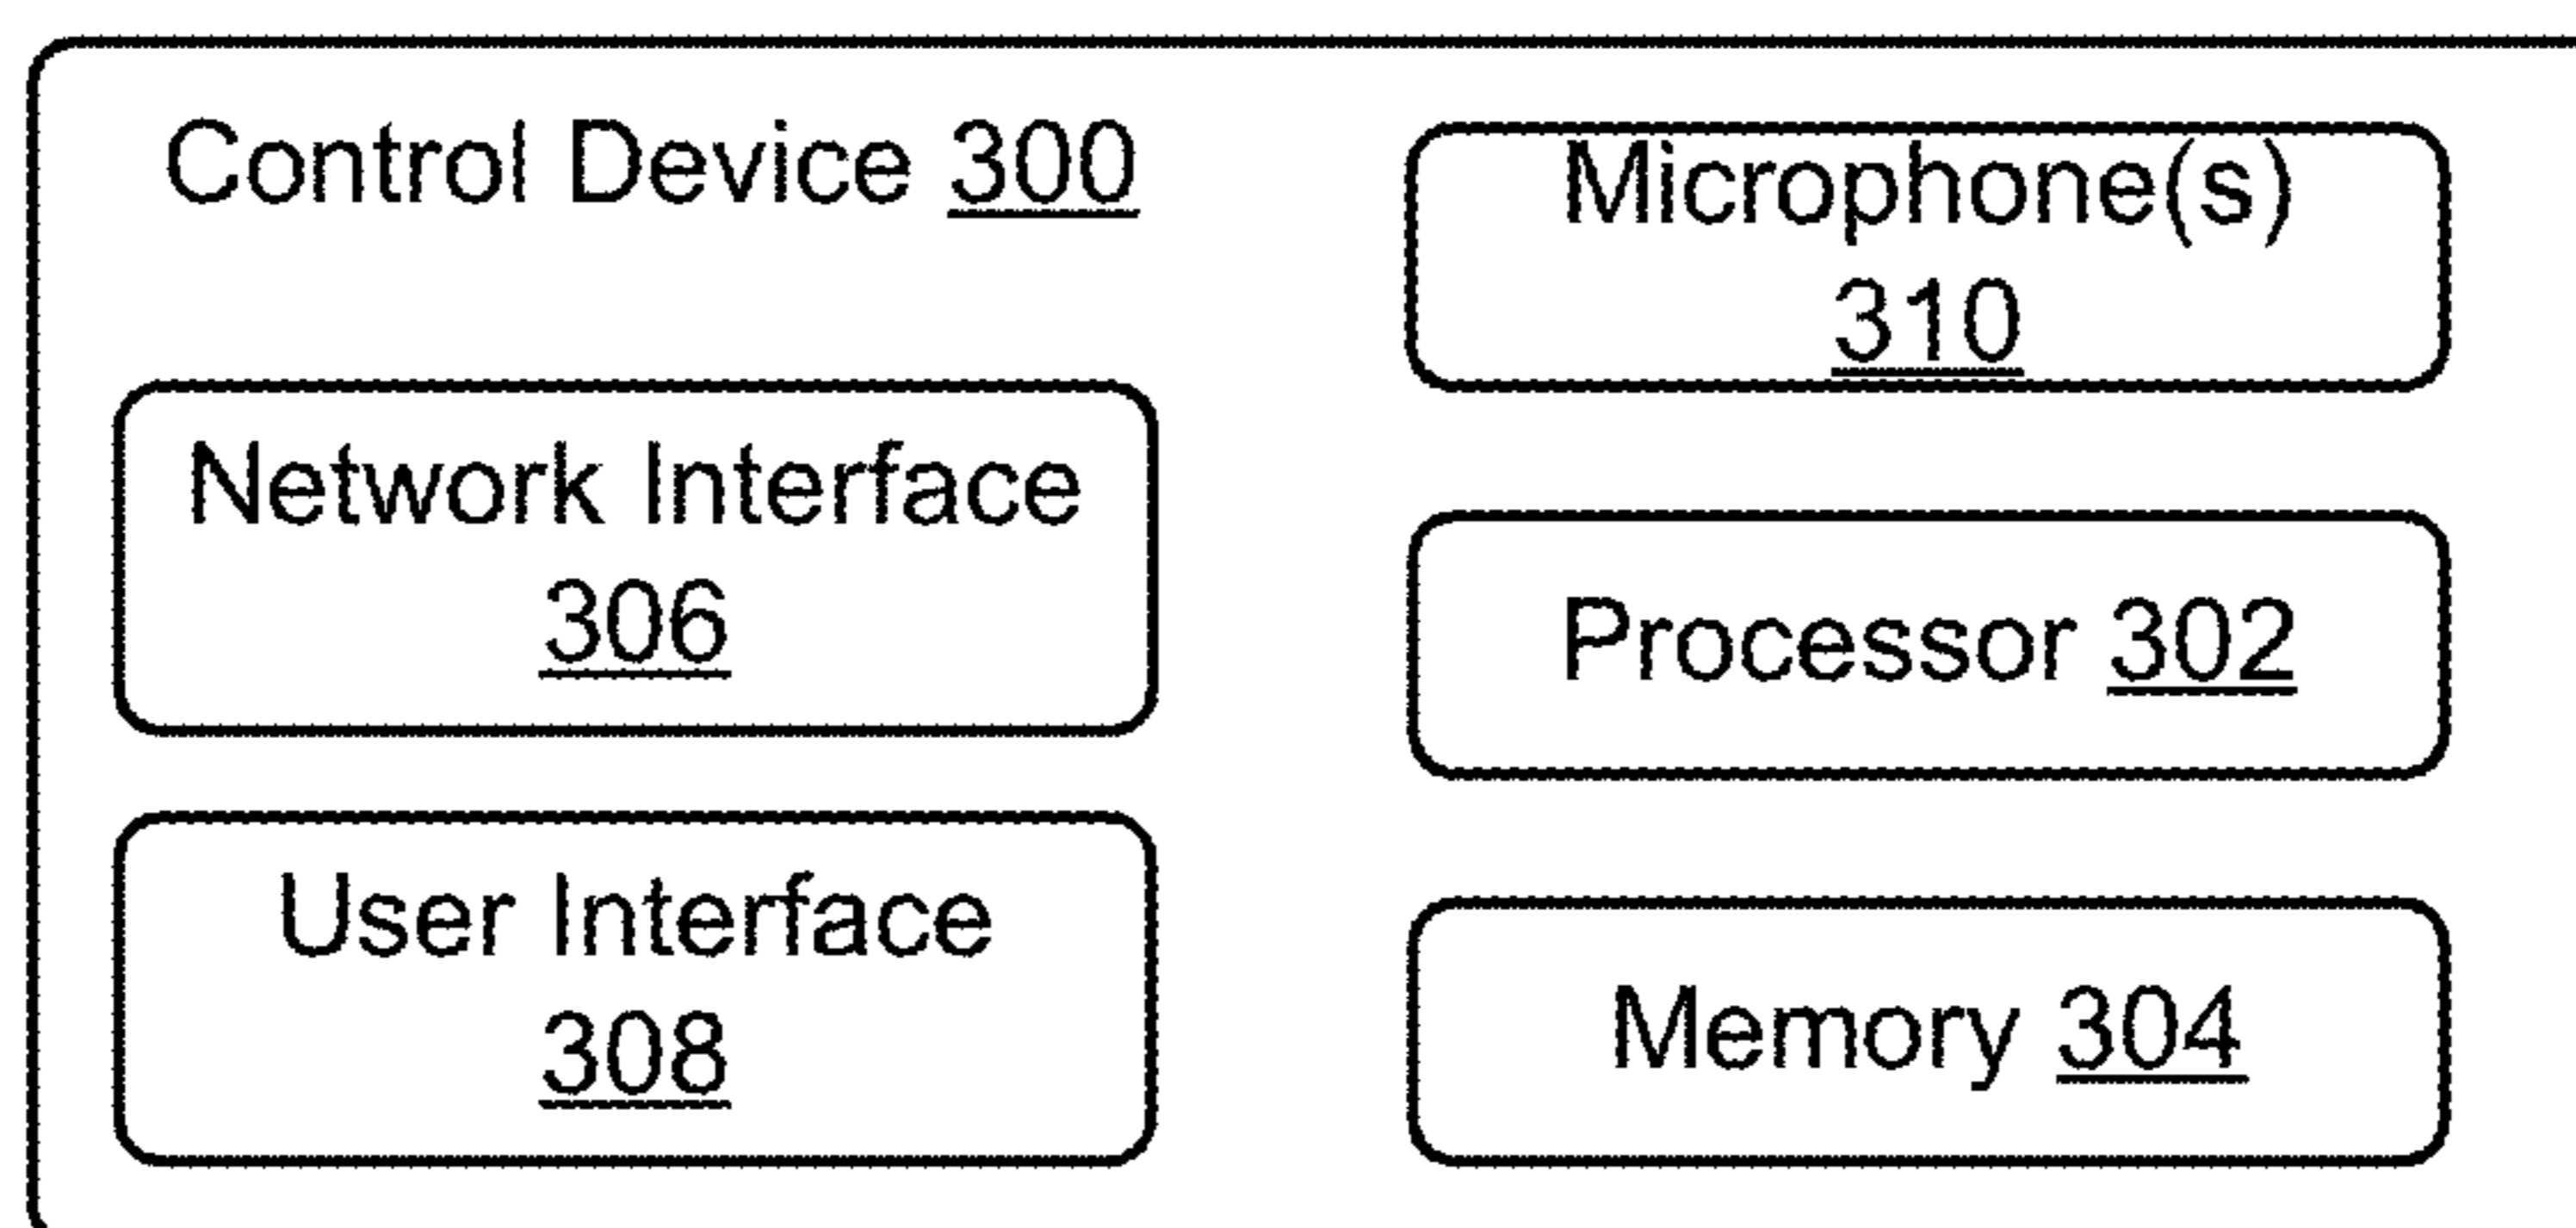 Control Device 300
Microphone(s)
310
Network Interface
306
Processor 302
User Interface
308
Memory 304